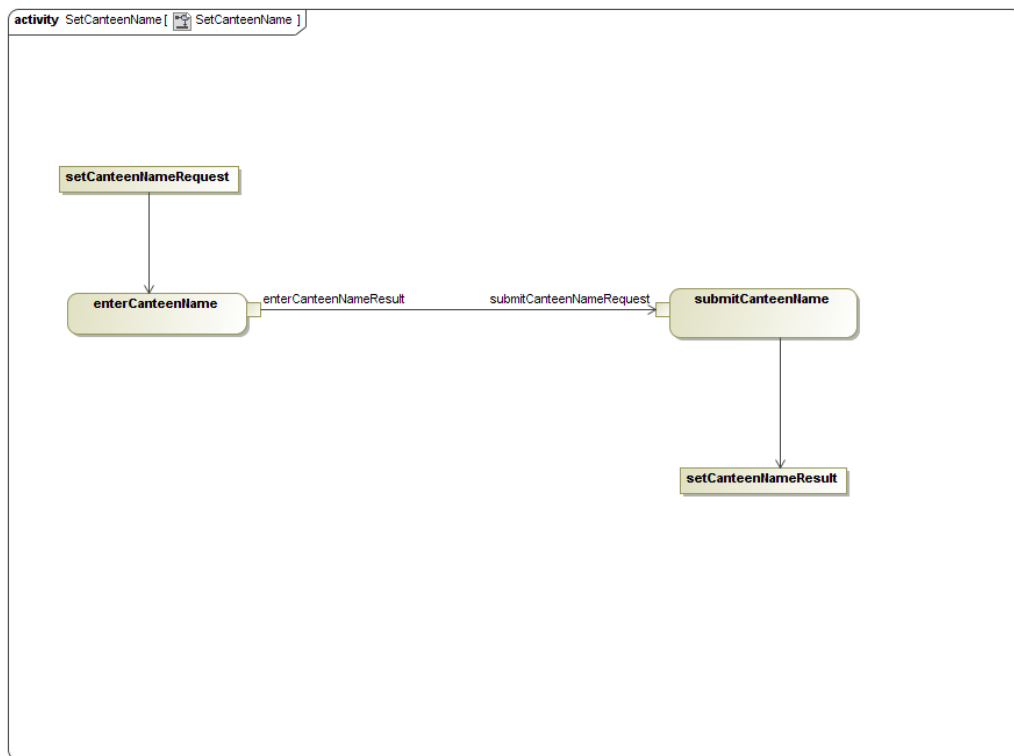 activity SetCanteenName [ SetCanteenName ]
setCanteenNameRequest
enterCanteenName
enterCanteenNameResult
submitCanteenNameRequest
submitCanteenName
setCanteenNameResult